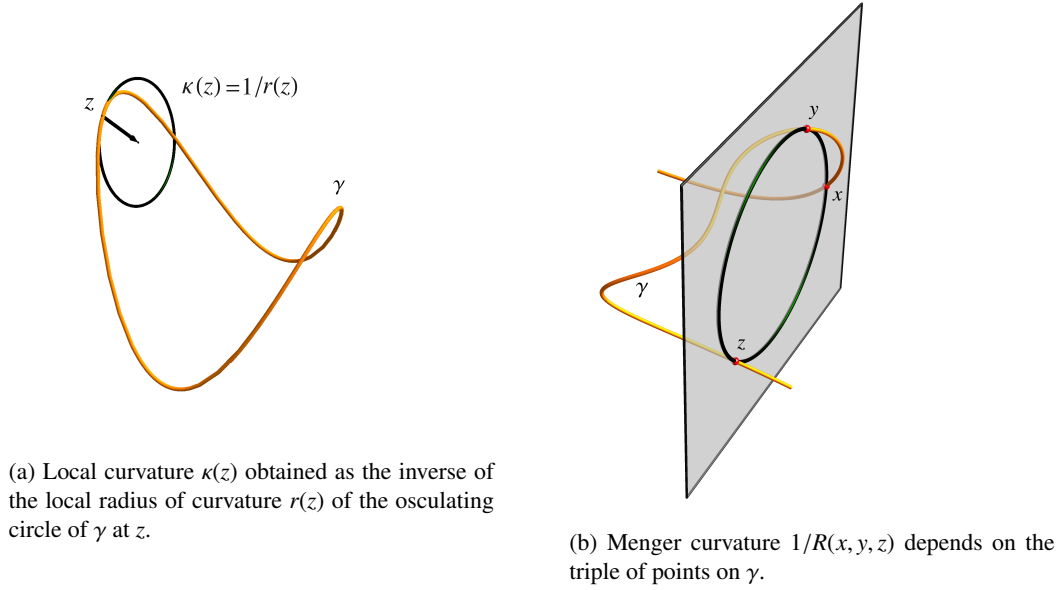 κ(z) = 1/r(z)
z
γ
(a) Local curvature κ(z) obtained as the inverse of
the local radius of curvature r(z) of the osculating
circle of γ at z.
y
x
γ
z
(b) Menger curvature 1/R(x, y, z) depends on the
triple of points on γ.